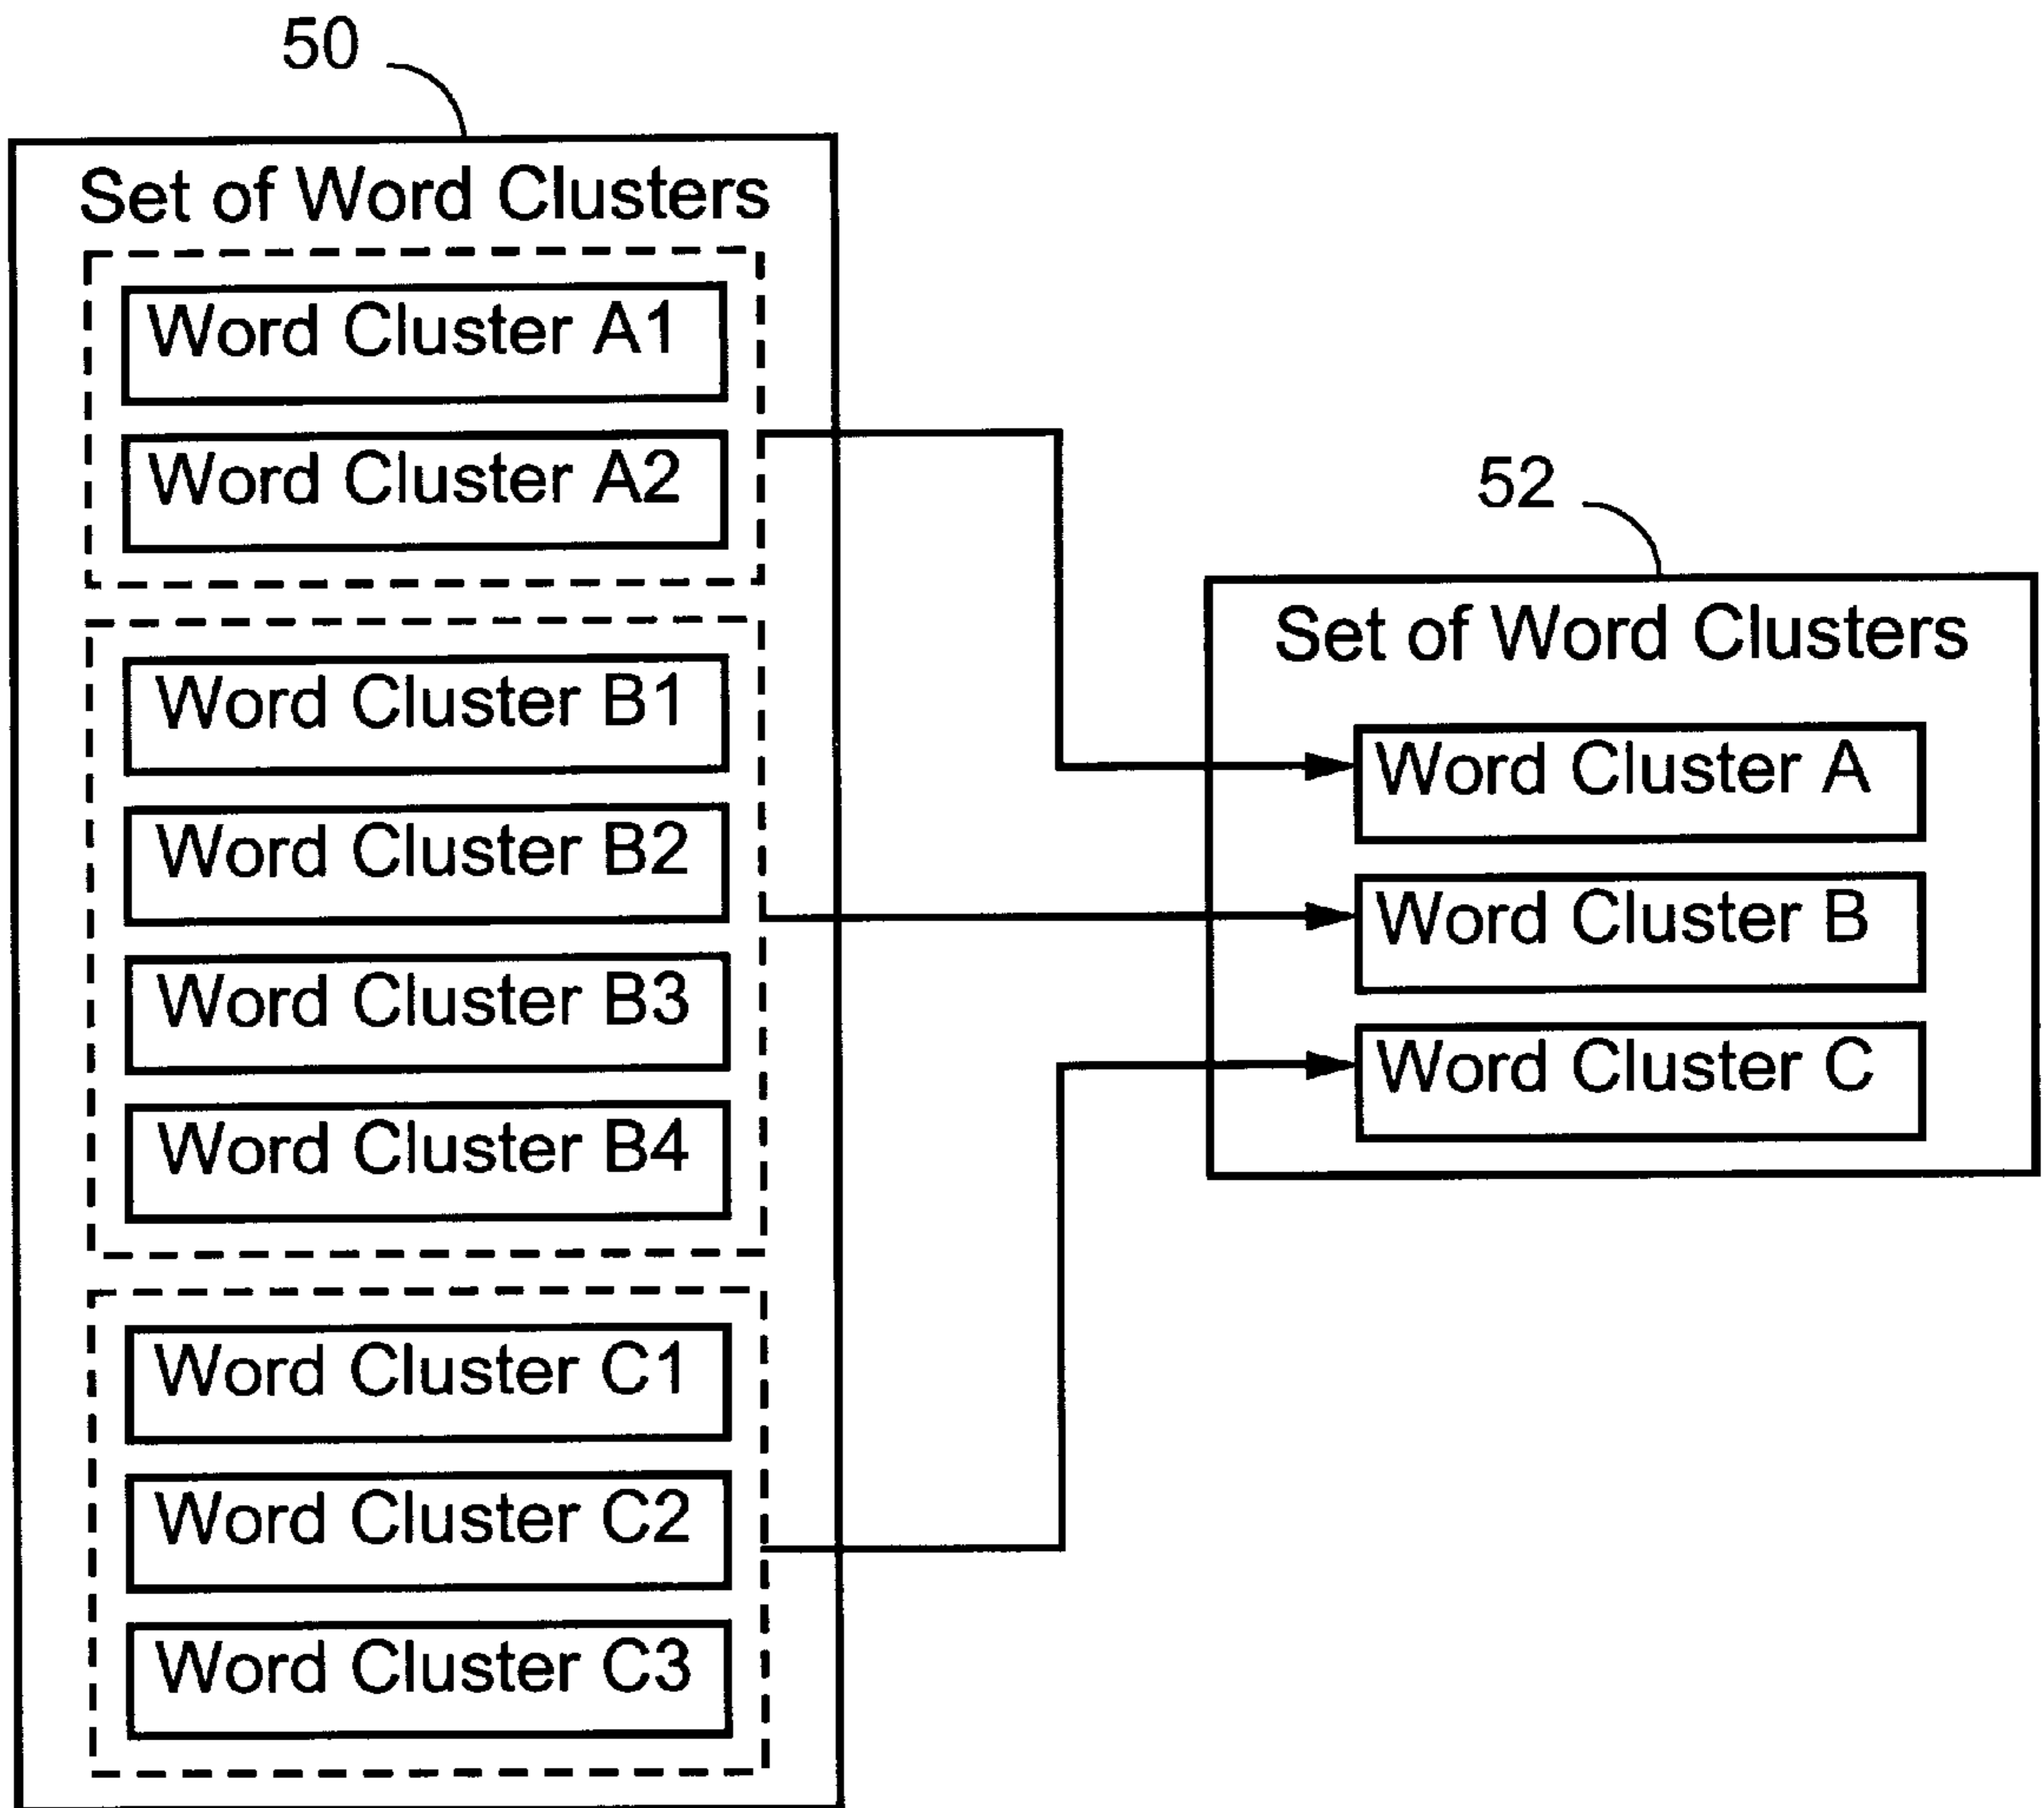 50
Set of Word Clusters
Word Cluster A1
Word Cluster A2
Word Cluster B1
Word Cluster B2
Word Cluster B3
Word Cluster B4
Word Cluster C1
Word Cluster C2
Word Cluster C3
52
Set of Word Clusters
Word Cluster A
Word Cluster B
Word Cluster C